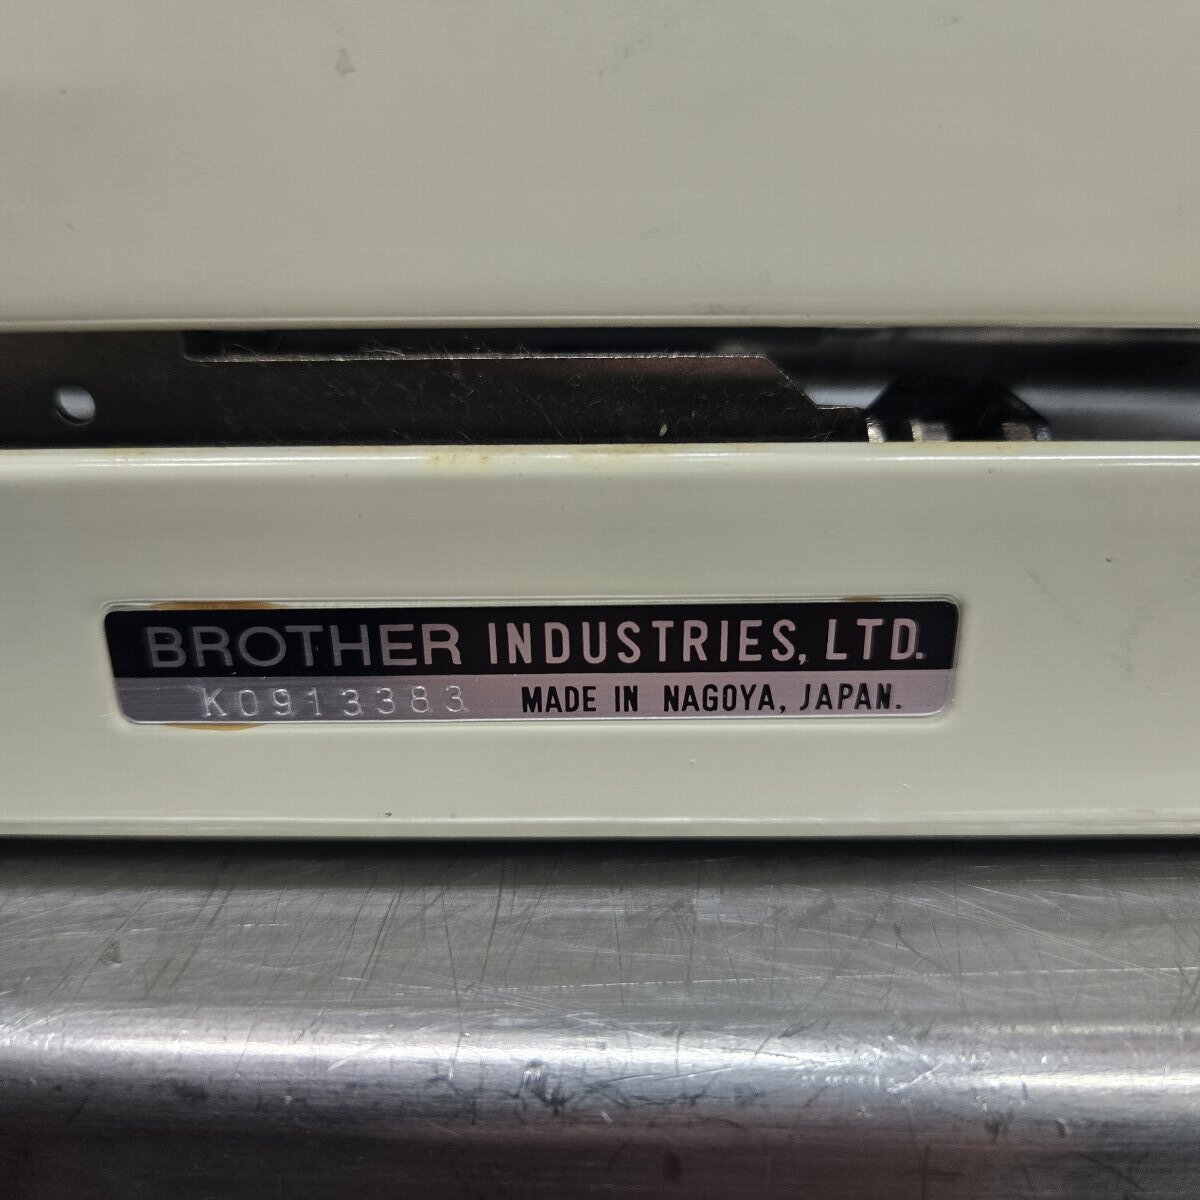 BROTHER INDUSTRIES, LTD.
K0913383 MADE IN NAGOYA, JAPAN.